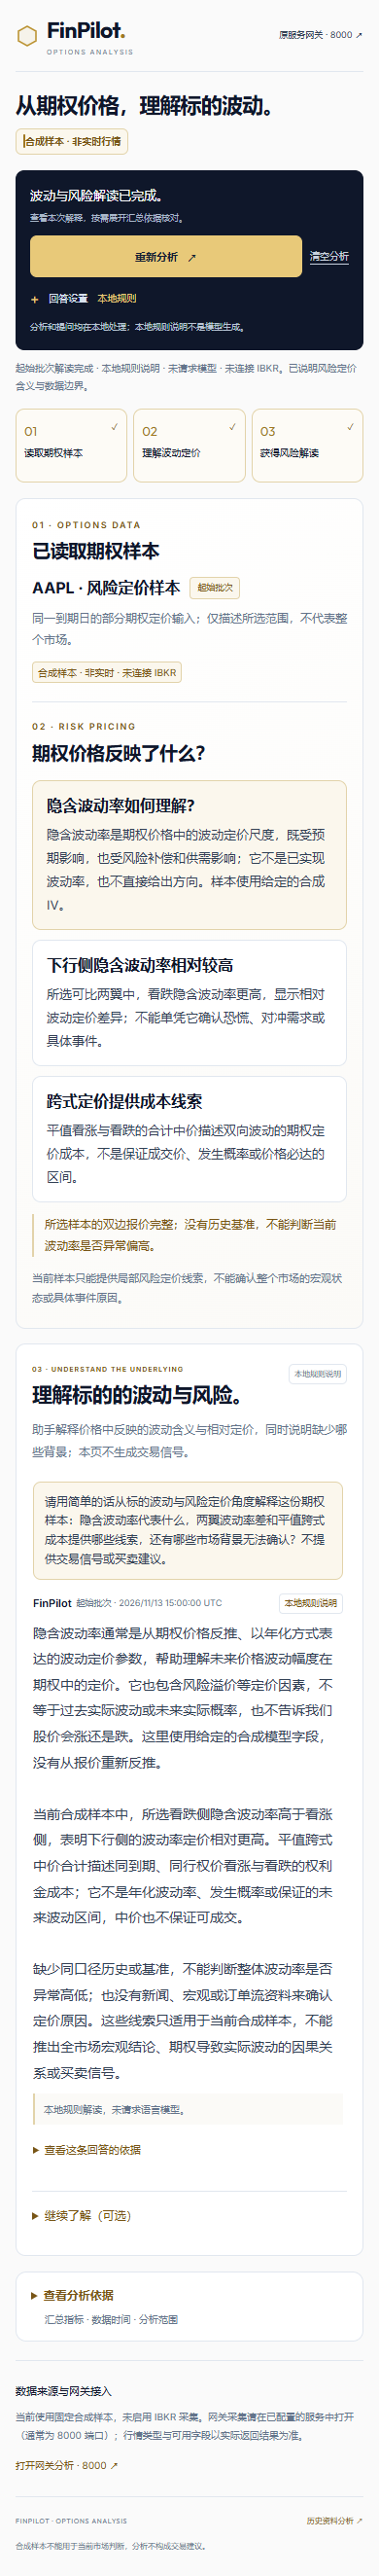 FinPilot.
OPTIONS ANALYSIS
原服务网关 · 8000 ↗
从期权价格，理解标的波动。
合成样本 · 非实时行情
波动与风险解读已完成。
查看本次解释，按需展开汇总依据核对。
重新分析 ↗
清空分析
+ 回答设置 本地规则
分析和提问均在本地处理；本地规则说明不是模型生成。
起始批次解读完成 · 本地规则说明 · 未请求模型 · 未连接 IBKR。已说明风险定价
含义与数据边界。
01 ✓
读取期权样本
02 ✓
理解波动定价
03 ✓
获得风险解读
01 · OPTIONS DATA
已读取期权样本
AAPL · 风险定价样本 起始批次
同一到期日的部分期权定价输入；仅描述所选范围，不代表整
个市场。
合成样本 · 非实时 · 未连接 IBKR
02 · RISK PRICING
期权价格反映了什么？
隐含波动率如何理解？
隐含波动率是期权价格中的波动定价尺度，既受预
期影响，也受风险补偿和供需影响；它不是已实现
波动率，也不直接给出方向。样本使用给定的合成
IV。
下行侧隐含波动率相对较高
所选可比两翼中，看跌隐含波动率更高，显示相对
波动定价差异；不能单凭它确认恐慌、对冲需求或
具体事件。
跨式定价提供成本线索
平值看涨与看跌的合计中价描述双向波动的期权定
价成本，不是保证成交价、发生概率或价格必达的
区间。
所选样本的双边报价完整；没有历史基准，不能判断当前
波动率是否异常偏高。
当前样本只能提供局部风险定价线索，不能确认整个市场的宏观状
态或具体事件原因。
03 · UNDERSTAND THE UNDERLYING
本地规则说明
理解标的的波动与风险。
助手解释价格中反映的波动含义与相对定价，同时说明缺少哪
些背景；本页不生成交易信号。
请用简单的话从标的波动与风险定价角度解释这份期权
样本：隐含波动率代表什么，两翼波动率差和平值跨式
成本提供哪些线索，还有哪些市场背景无法确认？不提
供交易信号或买卖建议。
FinPilot 起始批次 · 2026/11/13 15:00:00 UTC 本地规则说明
隐含波动率通常是从期权价格反推、以年化方式表
达的波动定价参数，帮助理解未来价格波动幅度在
期权中的定价。它也包含风险溢价等定价因素，不
等于过去实际波动或未来实际概率，也不告诉我们
股价会涨还是跌。这里使用给定的合成模型字段，
没有从报价重新反推。
当前合成样本中，所选看跌侧隐含波动率高于看涨
侧，表明下行侧的波动率定价相对更高。平值跨式
中价合计描述同到期、同行权价看涨与看跌的权利
金成本；它不是年化波动率、发生概率或保证的未
来波动区间，中价也不保证可成交。
缺少同口径历史或基准，不能判断整体波动率是否
异常高低；也没有新闻、宏观或订单流资料来确认
定价原因。这些线索只适用于当前合成样本，不能
推出全市场宏观结论、期权导致实际波动的因果关
系或买卖信号。
本地规则解读，未请求语言模型。
▶ 查看这条回答的依据
▶ 继续了解（可选）
▶ 查看分析依据
汇总指标 · 数据时间 · 分析范围
数据来源与网关接入
当前使用固定合成样本，未启用 IBKR 采集。网关采集请在已配置的服务中打开
（通常为 8000 端口）；行情类型与可用字段以实际返回结果为准。
打开网关分析 · 8000 ↗
FINPILOT · OPTIONS ANALYSIS
历史资料分析 ↗
合成样本不能用于当前市场判断，分析不构成交易建议。